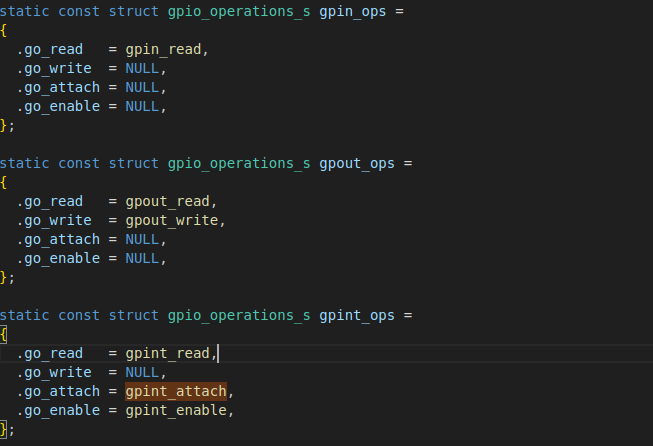 static const struct gpio_operations_s gpin_ops =
{
  .go_read   = gpin_read,
  .go_write  = NULL,
  .go_attach = NULL,
  .go_enable = NULL,
};

static const struct gpio_operations_s gpout_ops =
{
  .go_read   = gpout_read,
  .go_write  = gpout_write,
  .go_attach = NULL,
  .go_enable = NULL,
};

static const struct gpio_operations_s gpint_ops =
{
  .go_read   = gpint_read,
  .go_write  = NULL,
  .go_attach = gpint_attach,
  .go_enable = gpint_enable,
};